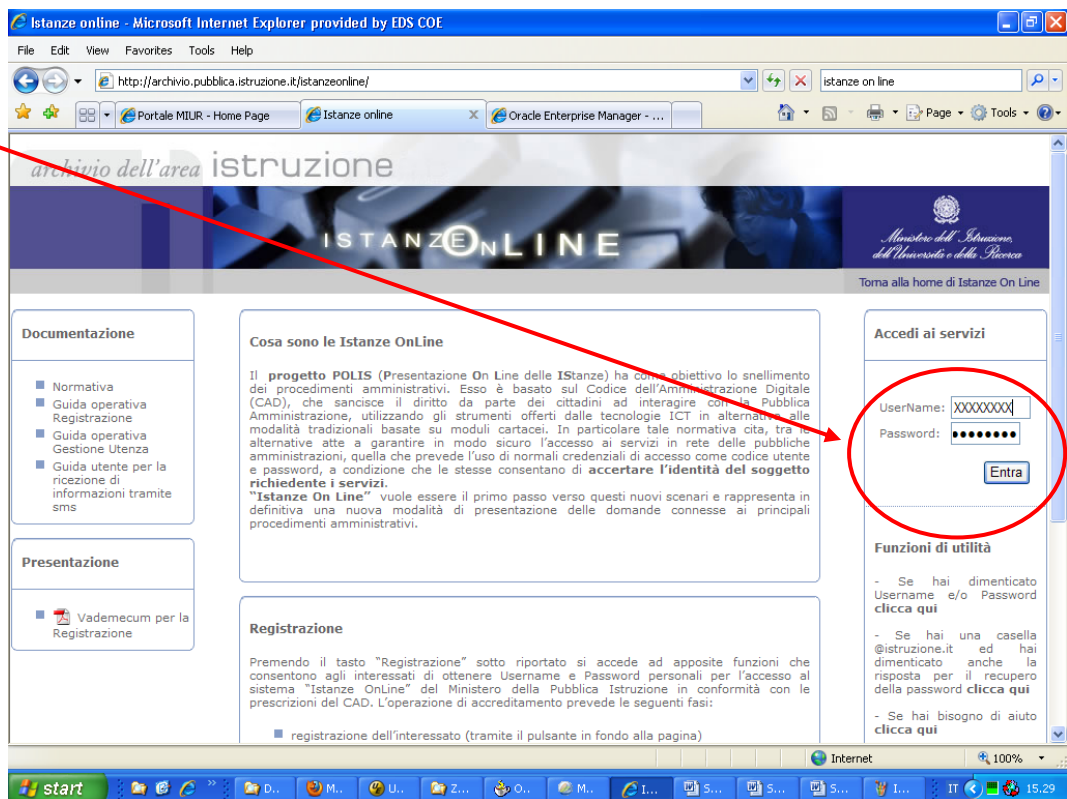 Istanze online - Microsoft Internet Explorer provided by EDS COE
File Edit View Favorites Tools Help
http://archivio.pubblica.istruzione.it/istanzeonline/
istanze on line
Portale MIUR - Home Page
Istanze online
Oracle Enterprise Manager - ...
Page Tools
archivio dell'area istruzione
ISTANZE ON LINE
Ministero dell' Istruzione,
dell'Università e della Ricerca
Torna alla home di Istanze On Line
Documentazione
Normativa
Guida operativa
Registrazione
Guida operativa
Gestione Utenza
Guida utente per la
ricezione di
informazioni tramite
sms
Presentazione
Vademecum per la
Registrazione
Cosa sono le Istanze OnLine
Il progetto POLIS (Presentazione On Line delle IStanze) ha come obiettivo lo snellimento
dei procedimenti amministrativi. Esso è basato sul Codice dell'Amministrazione Digitale
(CAD), che sancisce il diritto da parte dei cittadini ad interagire con la Pubblica
Amministrazione, utilizzando gli strumenti offerti dalle tecnologie ICT in alternativa alle
modalità tradizionali basate su moduli cartacei. In particolare tale normativa cita, tra le
alternative atte a garantire in modo sicuro l'accesso ai servizi in rete delle pubbliche
amministrazioni, quella che prevede l'uso di normali credenziali di accesso come codice utente
e password, a condizione che le stesse consentano di accertare l'identità del soggetto
richiedente i servizi.
"Istanze On Line" vuole essere il primo passo verso questi nuovi scenari e rappresenta in
definitiva una nuova modalità di presentazione delle domande connesse ai principali
procedimenti amministrativi.
Registrazione
Premendo il tasto "Registrazione" sotto riportato si accede ad apposite funzioni che
consentono agli interessati di ottenere Username e Password personali per l'accesso al
sistema "Istanze OnLine" del Ministero della Pubblica Istruzione in conformità con le
prescrizioni del CAD. L'operazione di accreditamento prevede le seguenti fasi:
registrazione dell'interessato (tramite il pulsante in fondo alla pagina)
Accedi ai servizi
UserName: XXXXXXXX
Password: ••••••••
Entra
Funzioni di utilità
- Se hai dimenticato
Username e/o Password
clicca qui
- Se hai una casella
@istruzione.it ed hai
dimenticato anche la
risposta per il recupero
della password clicca qui
- Se hai bisogno di aiuto
clicca qui
Internet 100%
start D... M... U... Z... O... M... I... S... S... S... I... IT 15.29